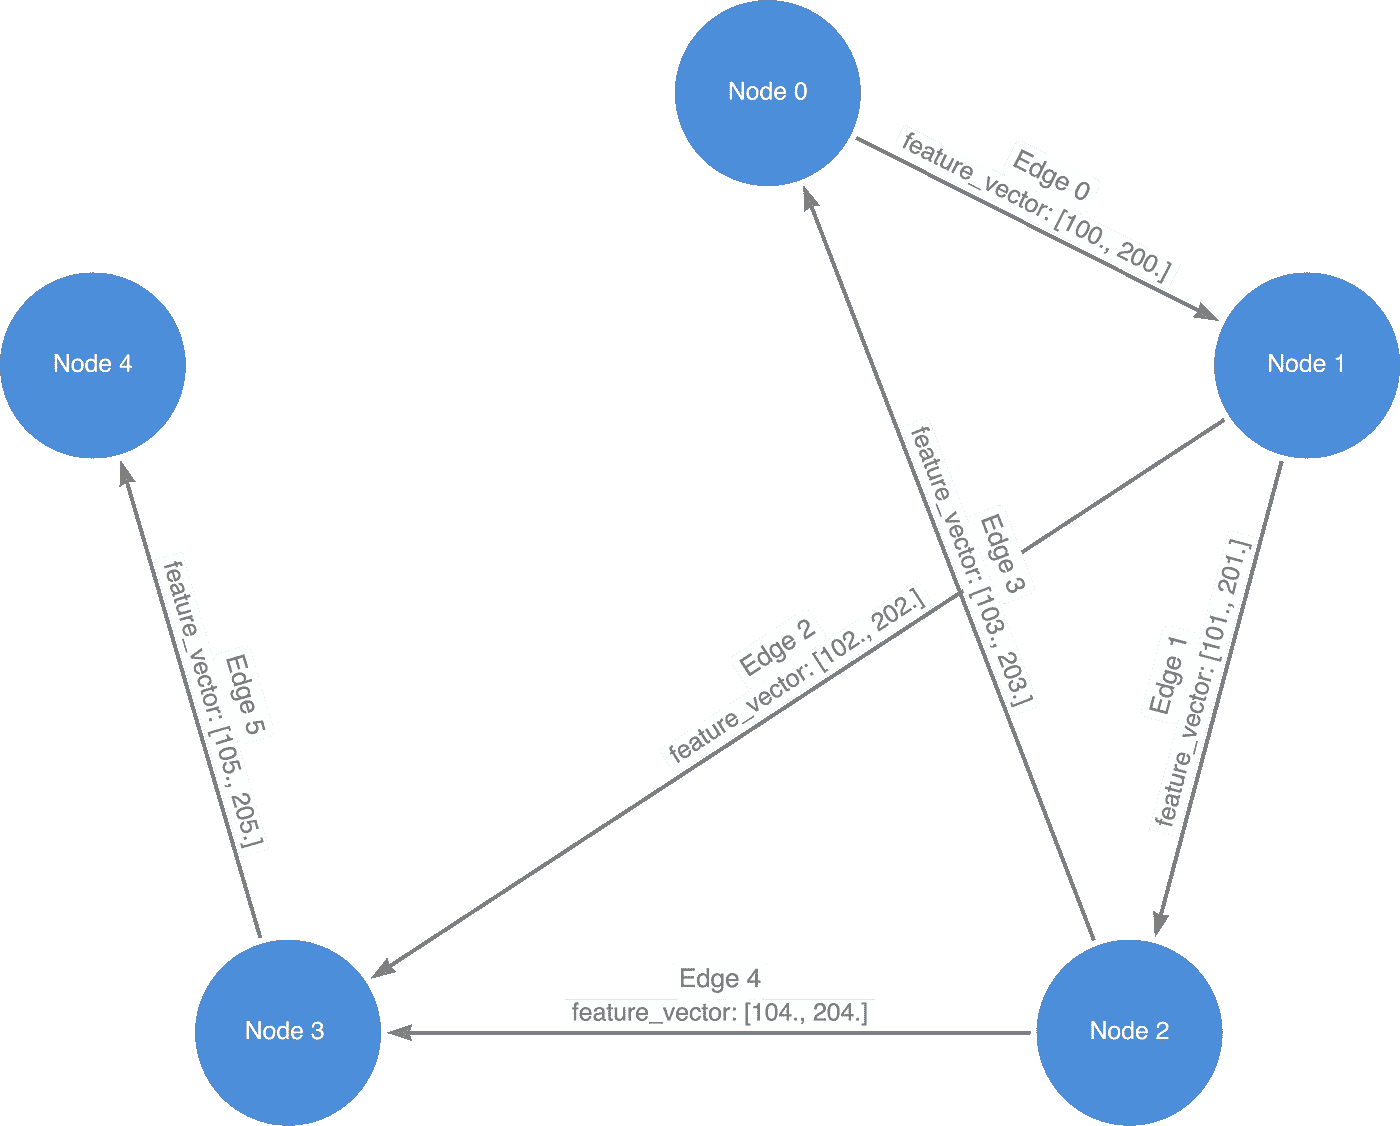 Node 0
Edge 0
feature_vector: [100., 200.]
Node 4
Node 1
Edge 3
feature_vector: [103., 203.]
Edge 2
feature_vector: [102., 202.]
Edge 1
feature_vector: [101., 201.]
Edge 5
feature_vector: [105., 205.]
Edge 4
feature_vector: [104., 204.]
Node 3
Node 2